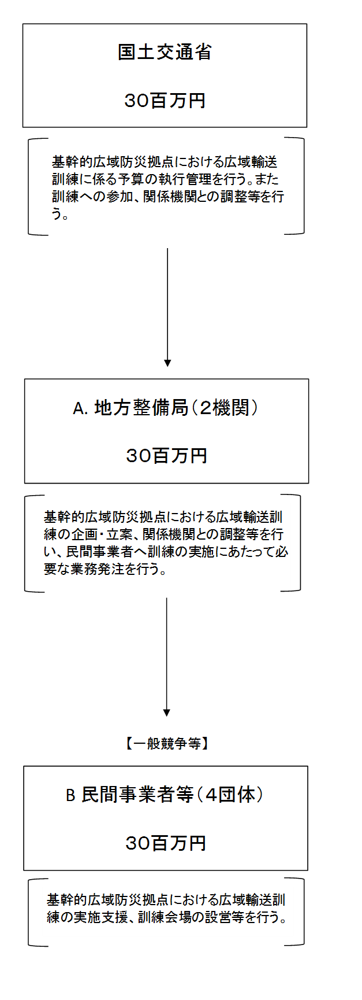 国土交通省
３０百万円
基幹的広域防災拠点における広域輸送
訓練に係る予算の執行管理を行う。また
訓練への参加、関係機関との調整等を行
う。
A. 地方整備局（２機関）
３０百万円
基幹的広域防災拠点における広域輸送訓
練の企画・立案、関係機関との調整等を行
い、民間事業者へ訓練の実施にあたって必
要な業務発注を行う。
【一般競争等】
B 民間事業者等（４団体）
３０百万円
基幹的広域防災拠点における広域輸送訓
練の実施支援、訓練会場の設営等を行う。